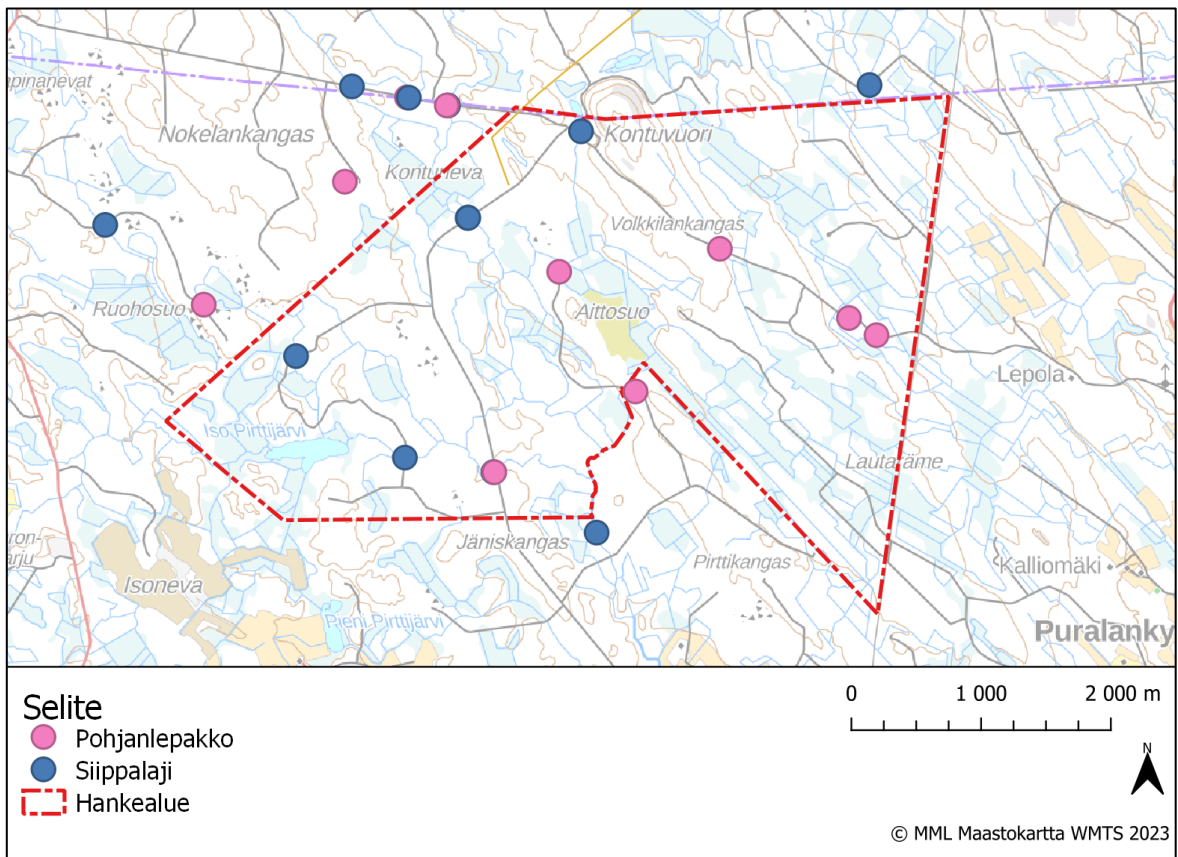 pinanevat
Nokelankangas
Kontuvuori
Kontuneva
Volkkilankangas
Ruohosuo
Aittosuo
Lepola
Iso Pirttijärvi
Lautaräme
Jäniskangas
Pirttikangas
Kalliomäki
Isoneva
Pieni Pirttijärvi
Puralanky
Selite
Pohjanlepakko
Siippalaji
Hankealue
0 1 000 2 000 m
N
© MML Maastokartta WMTS 2023